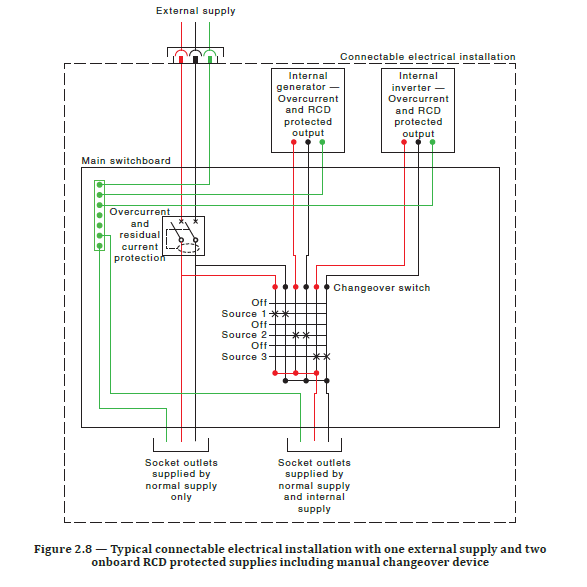 External supply
Connectable electrical installation
Internal
generator —
Overcurrent
and RCD
protected
output
Internal
inverter —
Overcurrent
and RCD
protected
output
Main switchboard
Overcurrent
and
residual
current
protection
Changeover switch
Off
Source 1
Off
Source 2
Off
Source 3
Socket outlets
supplied by
normal supply
only
Socket outlets
supplied by
normal supply
and internal
supply
Figure 2.8 — Typical connectable electrical installation with one external supply and two
onboard RCD protected supplies including manual changeover device